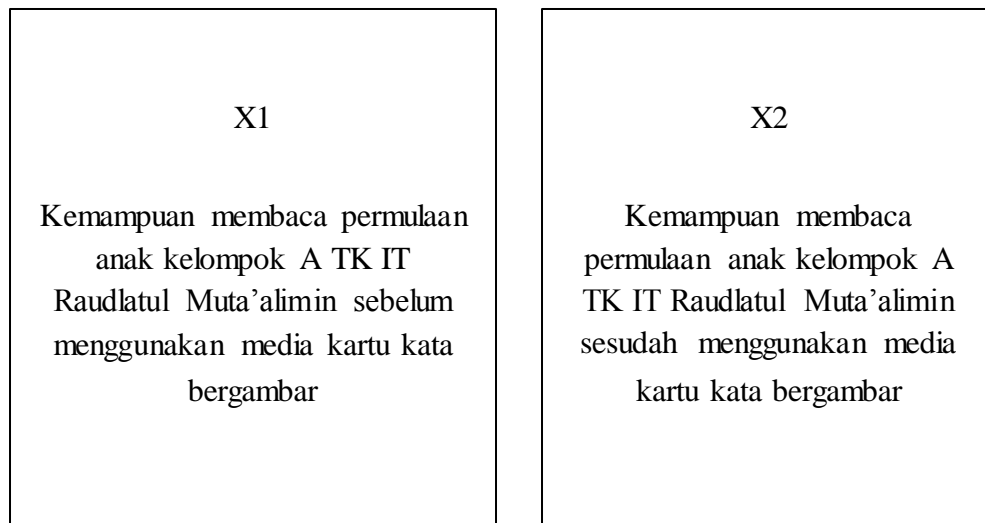 X1
Kemampuan membaca permulaan
anak kelompok A TK IT
Raudlatul Muta’alimin sebelum
menggunakan media kartu kata
bergambar
X2
Kemampuan membaca
permulaan anak kelompok A
TK IT Raudlatul Muta’alimin
sesudah menggunakan media
kartu kata bergambar